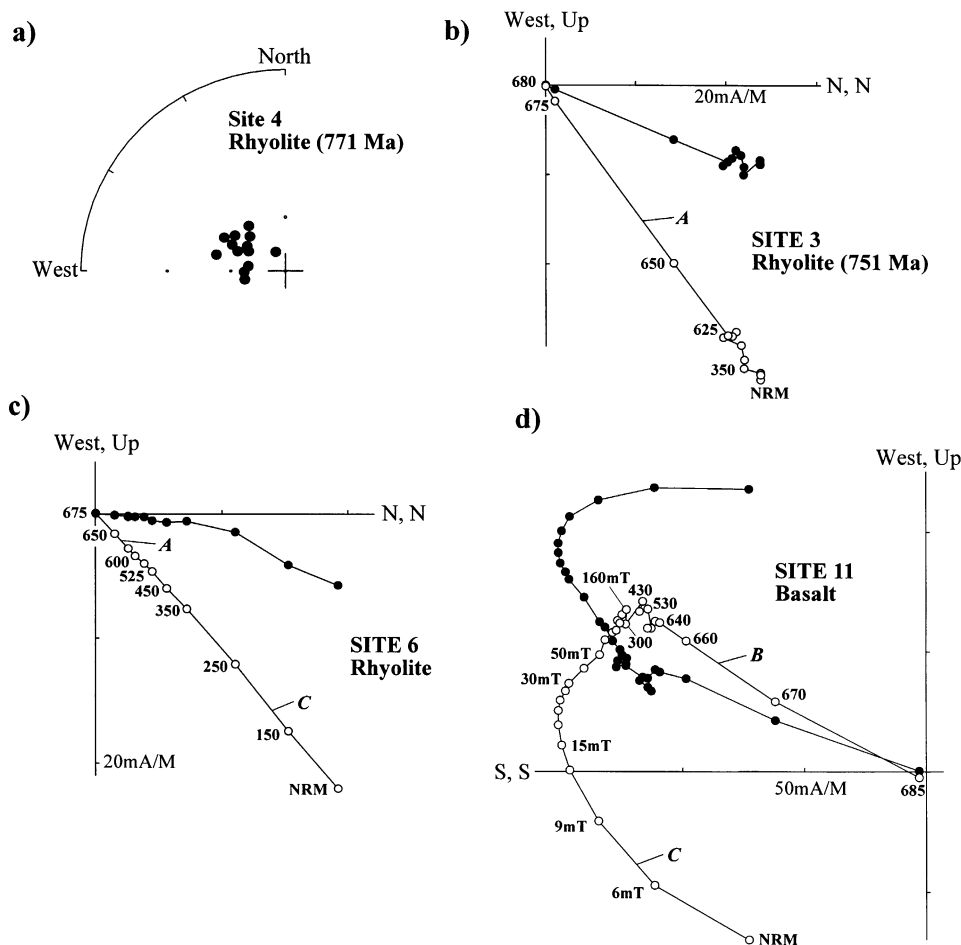 a)
North
Site 4
Rhyolite (771 Ma)
West
b)
West, Up
680
N, N
675
20mA/M
A
SITE 3
Rhyolite (751 Ma)
650
625
350
NRM
c)
West, Up
675
N, N
650
A
600
525
450
350
SITE 6
Rhyolite
250
C
150
20mA/M
NRM
d)
West, Up
SITE 11
Basalt
160mT
430
530
640
300
660
50mT
B
30mT
670
15mT
S, S
50mA/M
685
9mT
C
6mT
NRM